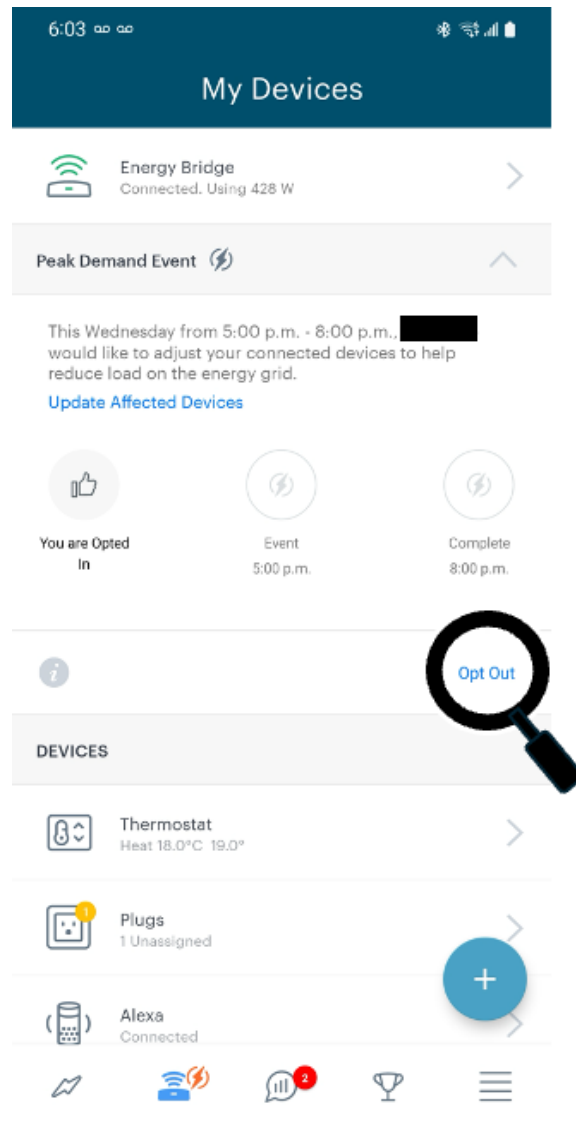 6:03
My Devices
Energy Bridge
Connected. Using 428 W
Peak Demand Event
This Wednesday from 5:00 p.m. - 8:00 p.m.,
would like to adjust your connected devices to help
reduce load on the energy grid.
Update Affected Devices
You are Opted
In
Event
5:00 p.m.
Complete
8:00 p.m.
i
Opt Out
DEVICES
Thermostat
Heat 18.0°C 19.0°
Plugs
1
1 Unassigned
+
Alexa
Connected
2